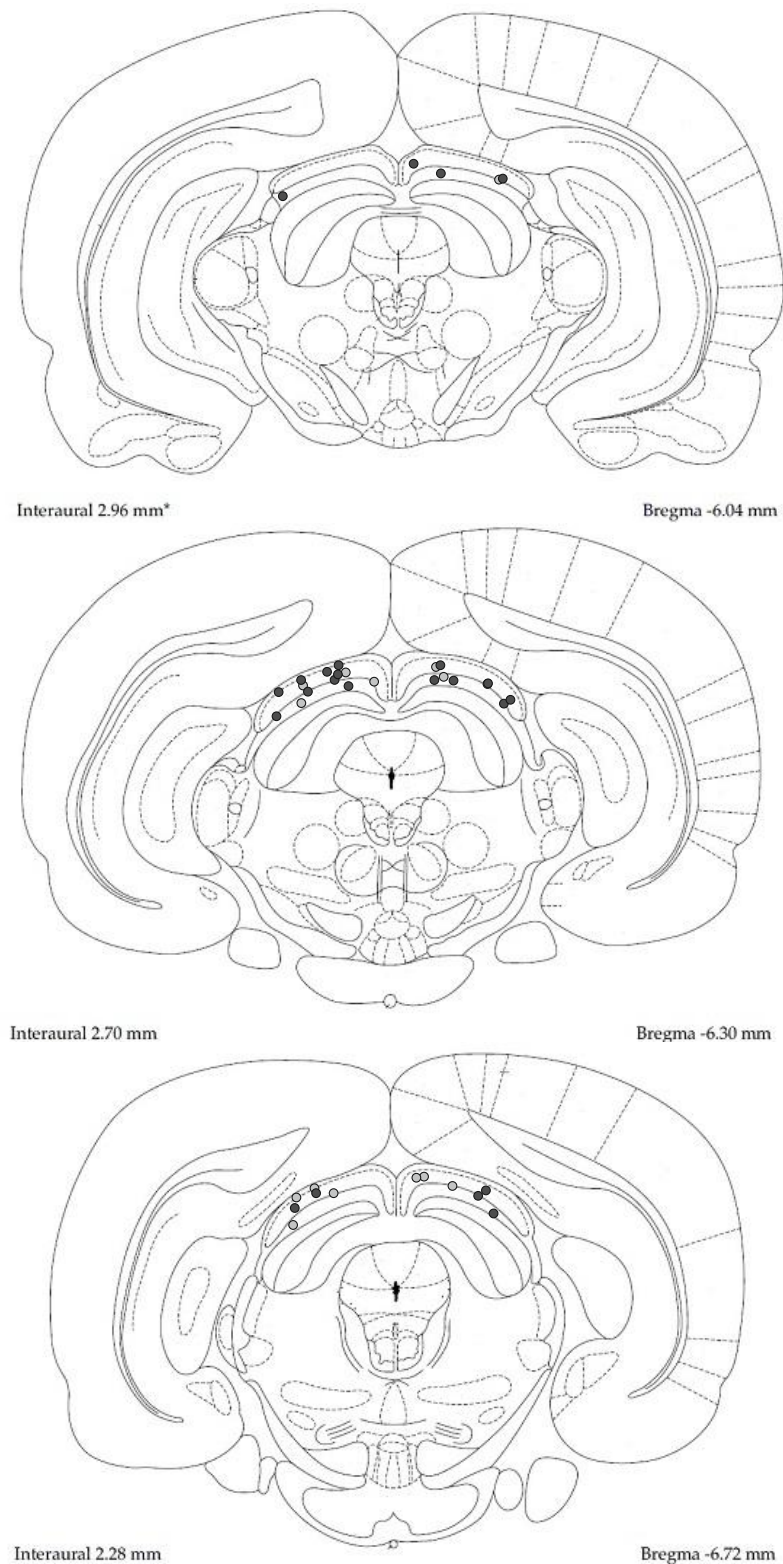 Interaural 2.96 mm*
Bregma -6.04 mm
Interaural 2.70 mm
Bregma -6.30 mm
Interaural 2.28 mm
Bregma -6.72 mm